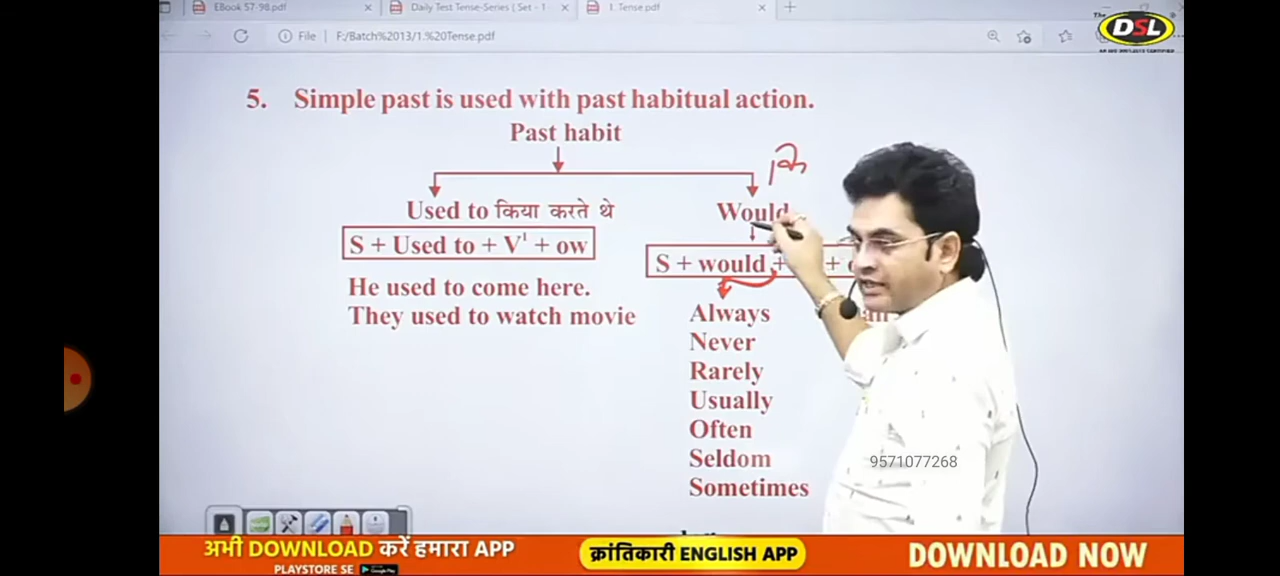 EBook 57-98.pdf
Daily Test Tense-Series ( Set - 1
1. Tense.pdf
File
F:/Batch%2013/1.%20Tense.pdf
The
DSL
5. Simple past is used with past habitual action.
Past habit
Used to किया करते थे
Would
S + Used to + V¹ + ow
S + would +
+
He used to come here.
They used to watch movie
Always
Never
Rarely
Usually
Often
Seldom
Sometimes
9571077268
अभी DOWNLOAD करें हमारा APP
PLAYSTORE SE
Google Play
क्रांतिकारी ENGLISH APP
DOWNLOAD NOW